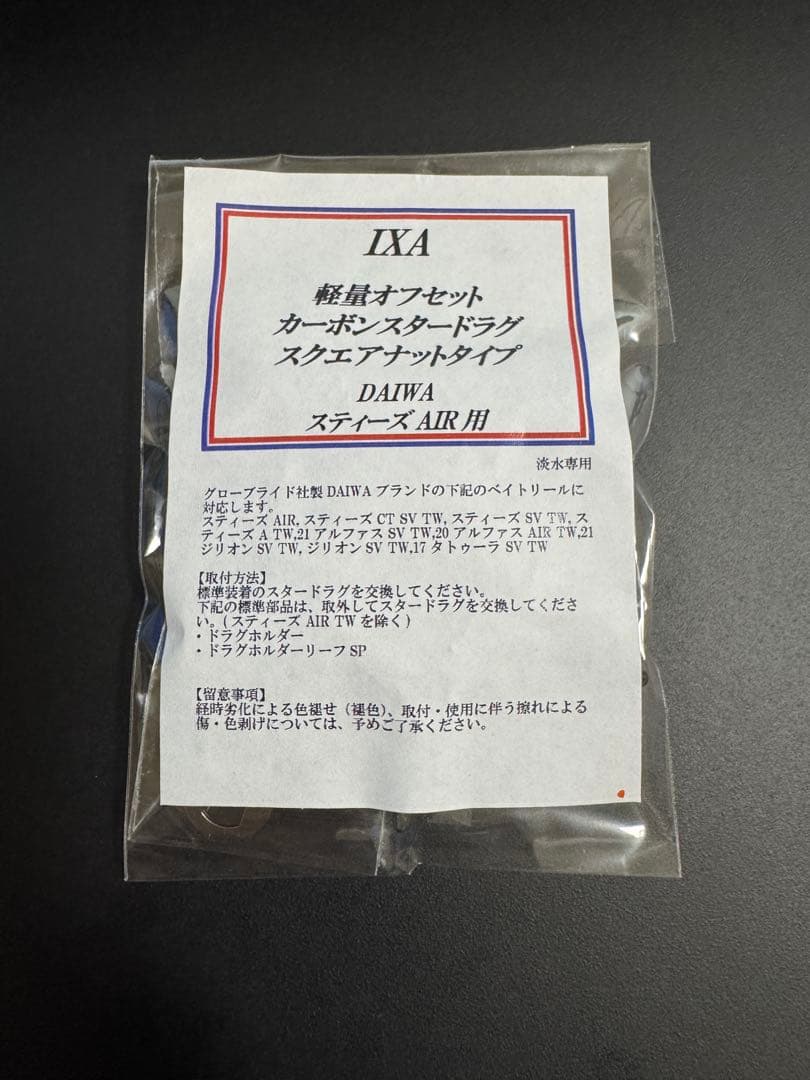 IXA
軽量オフセット
カーボンスタードラグ
スクエアナットタイプ
DAIWA
スティーズ AIR 用
淡水専用
グローブライド社製 DAIWA ブランドの下記のベイトリールに
対応します。
スティーズ AIR, スティーズ CT SV TW, スティーズ SV TW, ス
ティーズ A TW,21 アルファス SV TW,20 アルファス AIR TW,21
ジリオン SV TW, ジリオン SV TW,17 タトゥーラ SV TW
【取付方法】
標準装着のスタードラグを交換してください。
下記の標準部品は、取外してスタードラグを交換してくださ
い。( スティーズ AIR TW を除く )
・ドラグホルダー
・ドラグホルダーリーフ SP
【留意事項】
経時劣化による色褪せ（褪色）、取付・使用に伴う擦れによる
傷・色剥げについては、予めご了承ください。